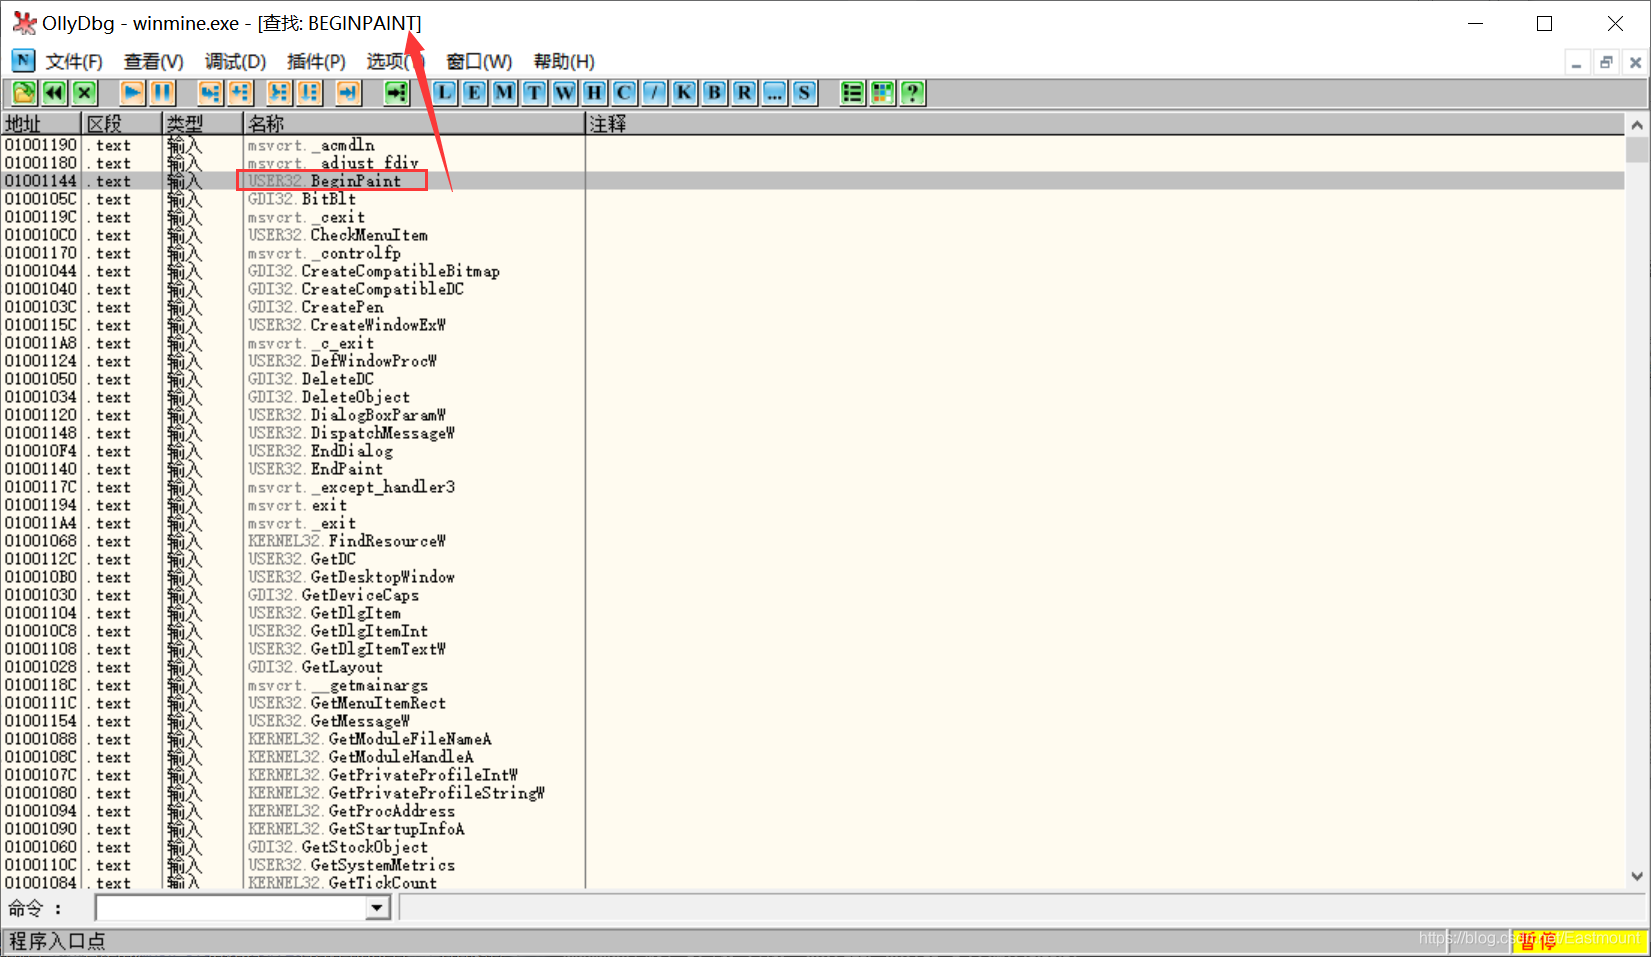 OllyDbg - winmine.exe - [查找: BEGINPAINT]
N 文件(F) 查看(V) 调试(D) 插件(P) 选项( 窗口(W) 帮助(H)
L E M T W H C / K B R ... S ?
地址 区段 类型 名称 注释
01001190 .text 输入 msvcrt._acmdln
01001180 .text 输入 msvcrt._adjust_fdiv
01001144 .text 输入 USER32.BeginPaint
0100105C .text 输入 GDI32.BitBlt
0100119C .text 输入 msvcrt._cexit
010010C0 .text 输入 USER32.CheckMenuItem
01001170 .text 输入 msvcrt._controlfp
01001044 .text 输入 GDI32.CreateCompatibleBitmap
01001040 .text 输入 GDI32.CreateCompatibleDC
0100103C .text 输入 GDI32.CreatePen
0100115C .text 输入 USER32.CreateWindowExW
010011A8 .text 输入 msvcrt._c_exit
01001124 .text 输入 USER32.DefWindowProcW
01001050 .text 输入 GDI32.DeleteDC
01001034 .text 输入 GDI32.DeleteObject
01001120 .text 输入 USER32.DialogBoxParamW
01001148 .text 输入 USER32.DispatchMessageW
010010F4 .text 输入 USER32.EndDialog
01001140 .text 输入 USER32.EndPaint
0100117C .text 输入 msvcrt._except_handler3
01001194 .text 输入 msvcrt.exit
010011A4 .text 输入 msvcrt._exit
01001068 .text 输入 KERNEL32.FindResourceW
0100112C .text 输入 USER32.GetDC
010010B0 .text 输入 USER32.GetDesktopWindow
01001030 .text 输入 GDI32.GetDeviceCaps
01001104 .text 输入 USER32.GetDlgItem
010010C8 .text 输入 USER32.GetDlgItemInt
01001108 .text 输入 USER32.GetDlgItemTextW
01001028 .text 输入 GDI32.GetLayout
0100118C .text 输入 msvcrt.__getmainargs
0100111C .text 输入 USER32.GetMenuItemRect
01001154 .text 输入 USER32.GetMessageW
01001088 .text 输入 KERNEL32.GetModuleFileNameA
0100108C .text 输入 KERNEL32.GetModuleHandleA
0100107C .text 输入 KERNEL32.GetPrivateProfileIntW
01001080 .text 输入 KERNEL32.GetPrivateProfileStringW
01001094 .text 输入 KERNEL32.GetProcAddress
01001090 .text 输入 KERNEL32.GetStartupInfoA
01001060 .text 输入 GDI32.GetStockObject
0100110C .text 输入 USER32.GetSystemMetrics
01001084 .text 输入 KERNEL32.GetTickCount
命令 :
程序入口点 暂停